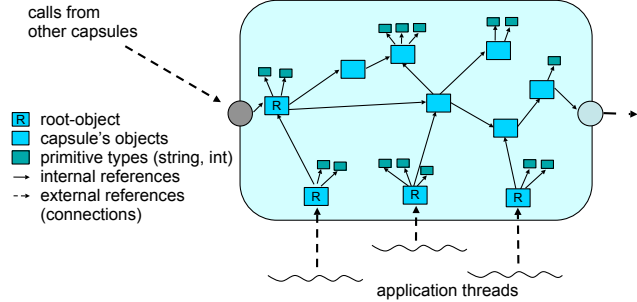 calls from
other capsules
R
R root-object
capsule's objects
primitive types (string, int)
internal references
external references
(connections)
R
R
R
application threads